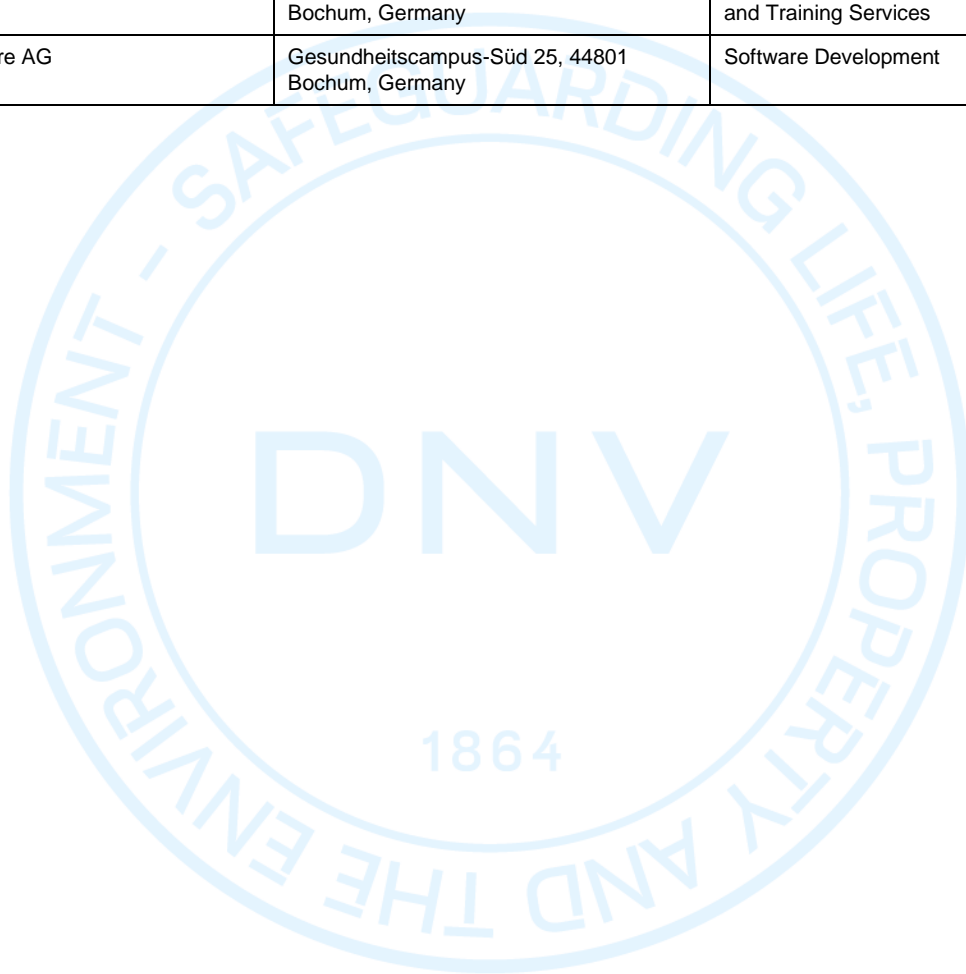 Bochum, Germany and Training Services
re AG Gesundheitscampus-Süd 25, 44801 Software Development
Bochum, Germany
SAFEGUARDING LIFE, PROPERTY AND THE ENVIRONMENT -
DNV
1864